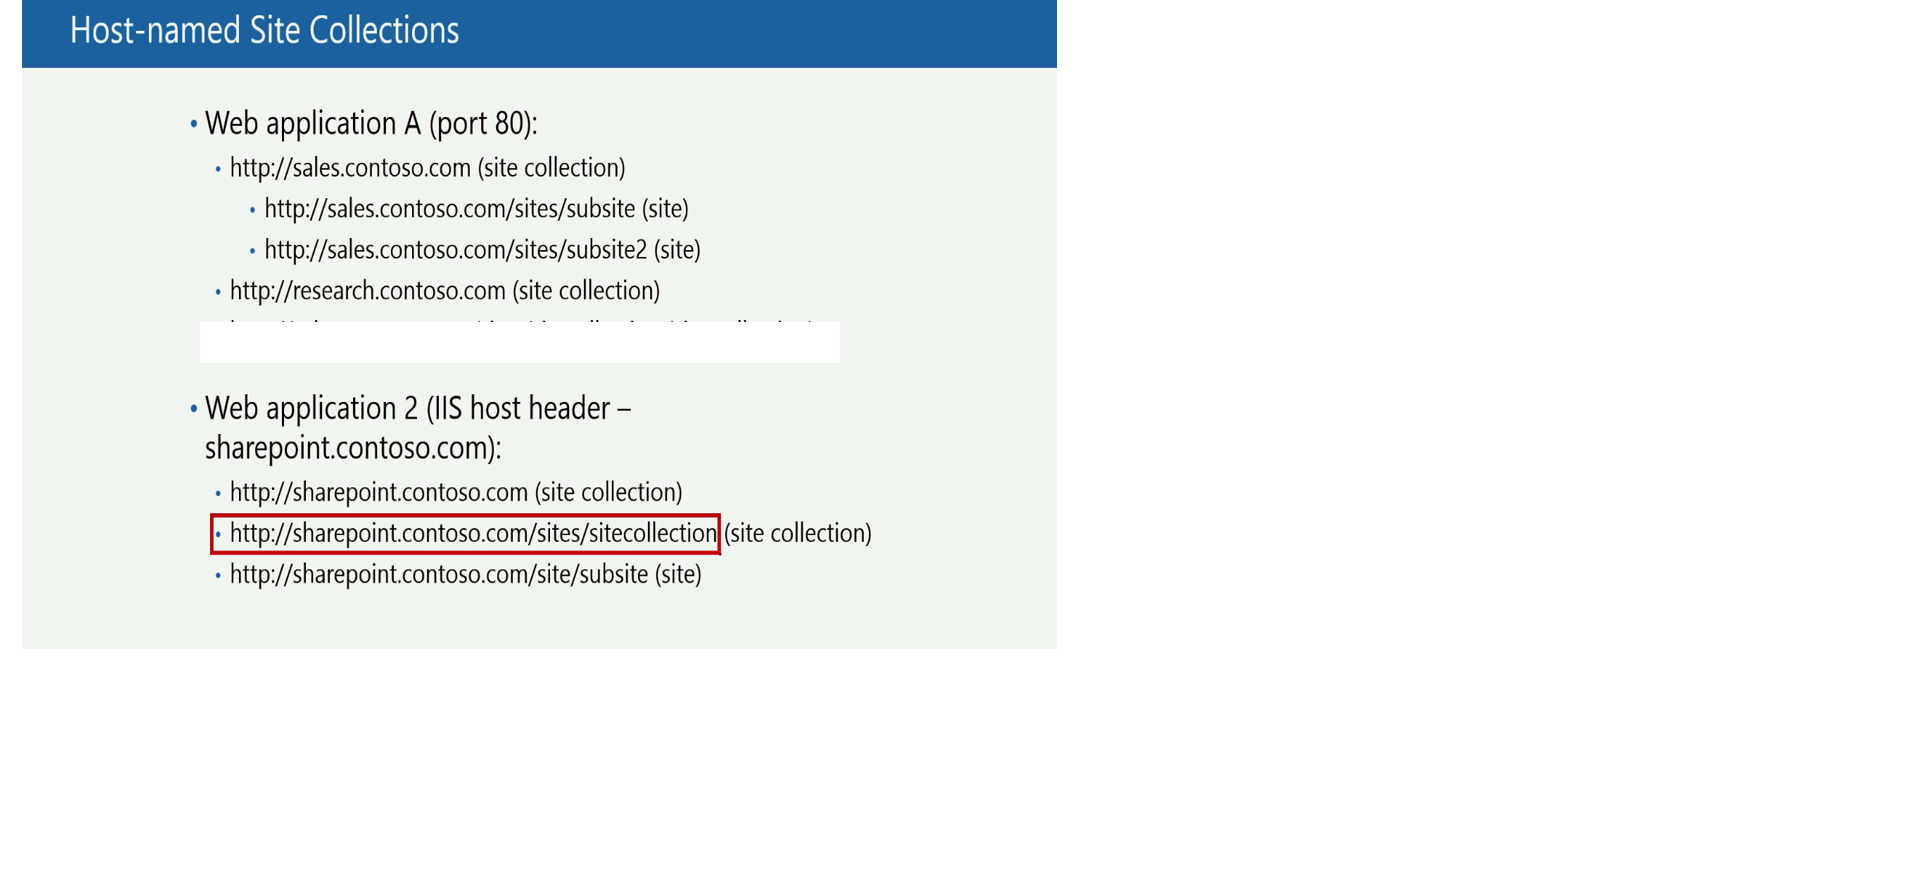 Host-named Site Collections
• Web application A (port 80):
• http://sales.contoso.com (site collection)
• http://sales.contoso.com/sites/subsite (site)
• http://sales.contoso.com/sites/subsite2 (site)
• http://research.contoso.com (site collection)
• Web application 2 (IIS host header –
sharepoint.contoso.com):
• http://sharepoint.contoso.com (site collection)
• http://sharepoint.contoso.com/sites/sitecollection (site collection)
• http://sharepoint.contoso.com/site/subsite (site)